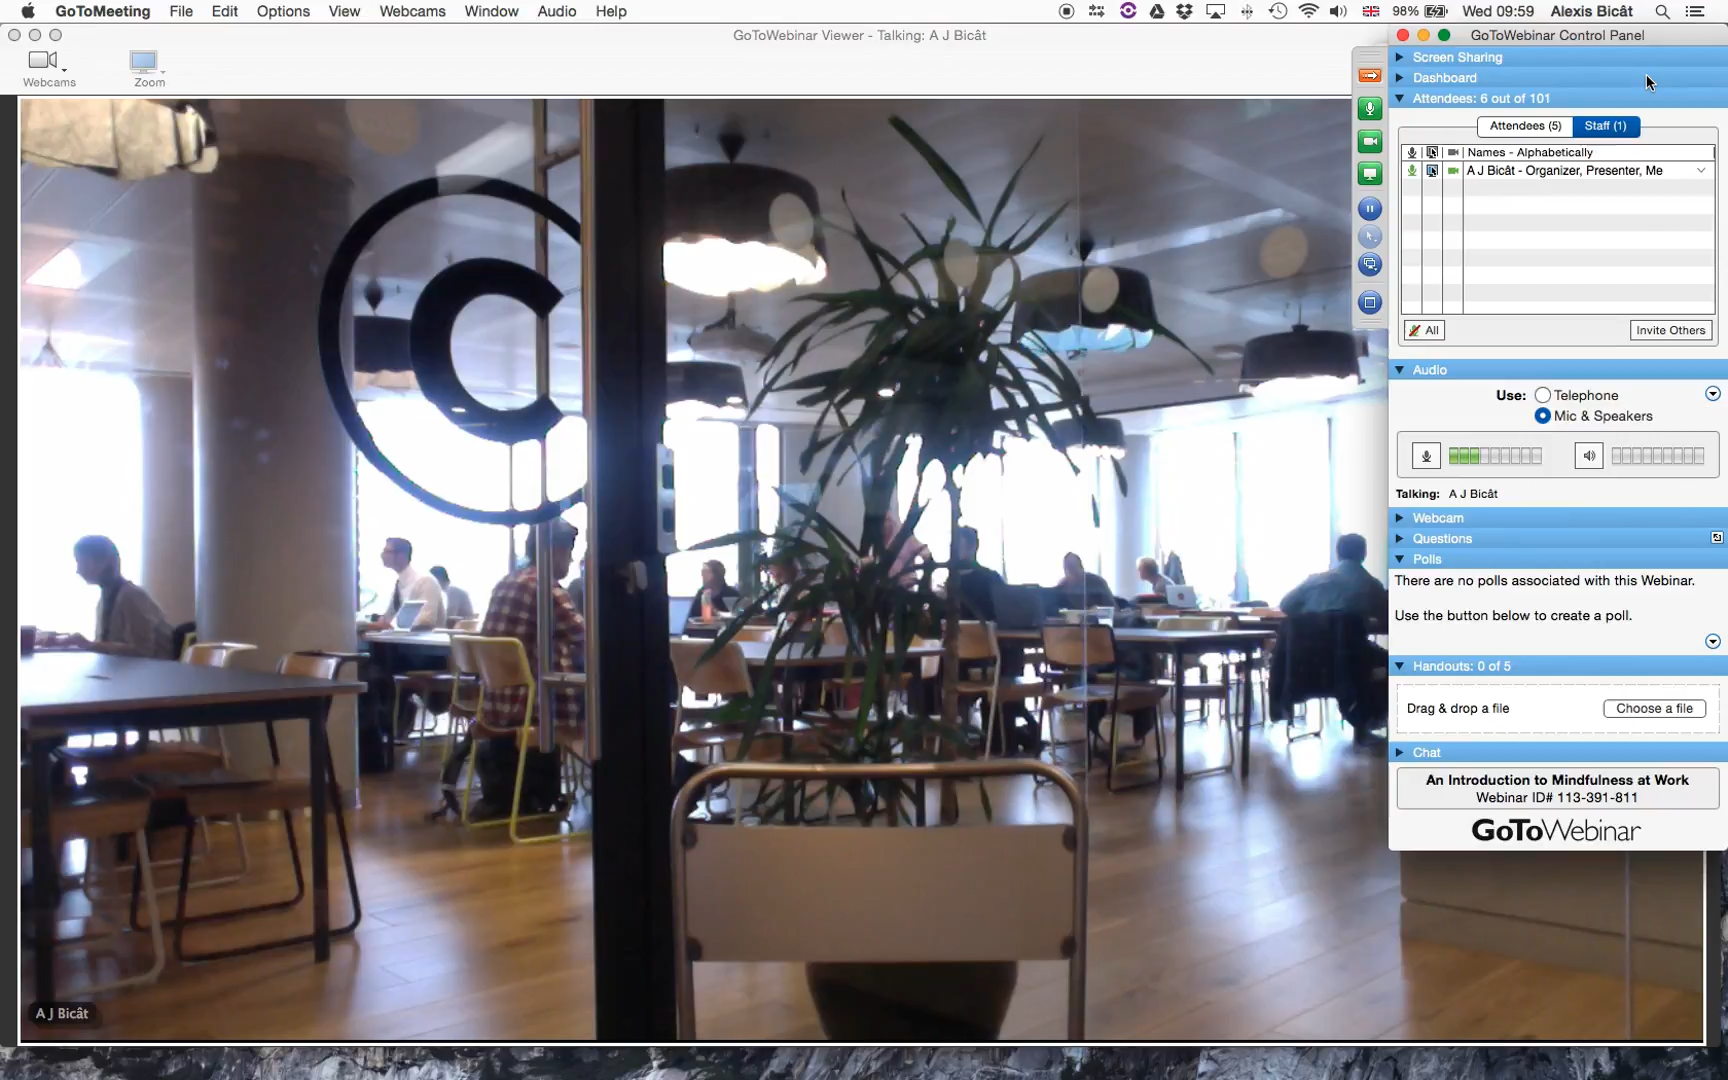 GoToMeeting File Edit Options View Webcams Window Audio Help 98% Wed 09:59 Alexis Bicât
GoToWebinar Viewer - Talking: A J Bicât
GoToWebinar Control Panel
Webcams
Zoom
Screen Sharing
Dashboard
Attendees: 6 out of 101
Attendees (5) Staff (1)
Names - Alphabetically
A J Bicât - Organizer, Presenter, Me
All
Invite Others
Audio
Use: Telephone
Mic & Speakers
Talking: A J Bicât
Webcam
Questions
Polls
There are no polls associated with this Webinar.
Use the button below to create a poll.
Handouts: 0 of 5
Drag & drop a file
Choose a file
Chat
An Introduction to Mindfulness at Work
Webinar ID# 113-391-811
GoToWebinar
C
A J Bicât